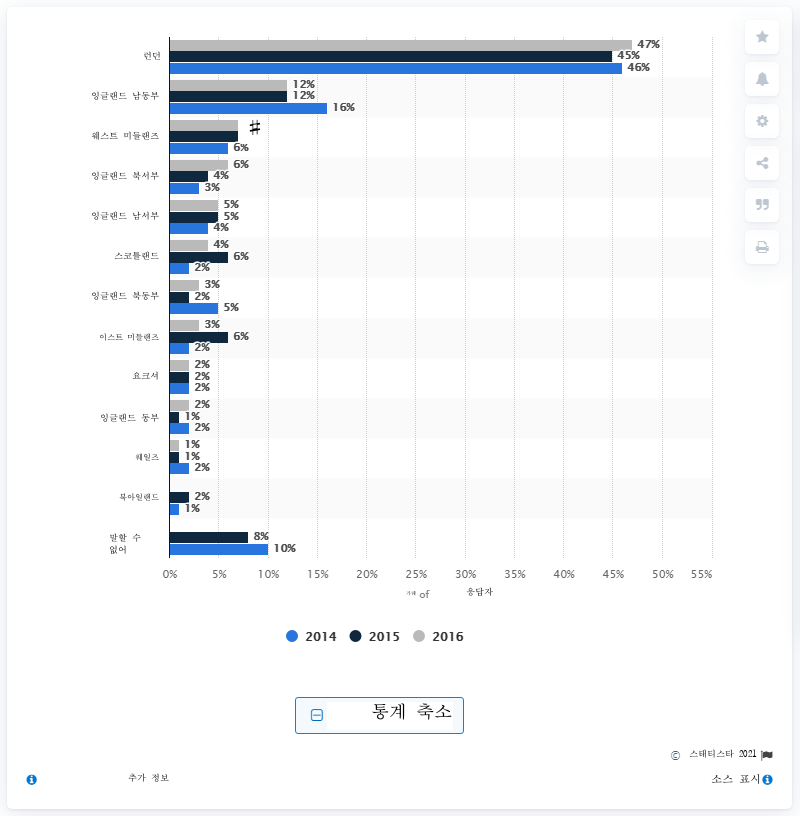 런던
47%
45%
46%
잉글랜드 남동부
12%
12%
16%
웨스트 미들랜즈
#
6%
잉글랜드 북서부
6%
4%
3%
잉글랜드 남서부
5%
5%
4%
스코틀랜드
4%
6%
2%
잉글랜드 북동부
3%
2%
5%
이스트 미들랜즈
3%
6%
2%
요크셔
2%
2%
2%
잉글랜드 동부
2%
1%
2%
웨일즈
1%
1%
2%
북아일랜드
2%
1%
말할 수
없어
8%
10%
0% 5% 10% 15% 20% 25% 30% 35% 40% 45% 50% 55%
of 응답자
2014 2015 2016
통계 축소
© 스태티스타 2021
추가 정보
소스 표시